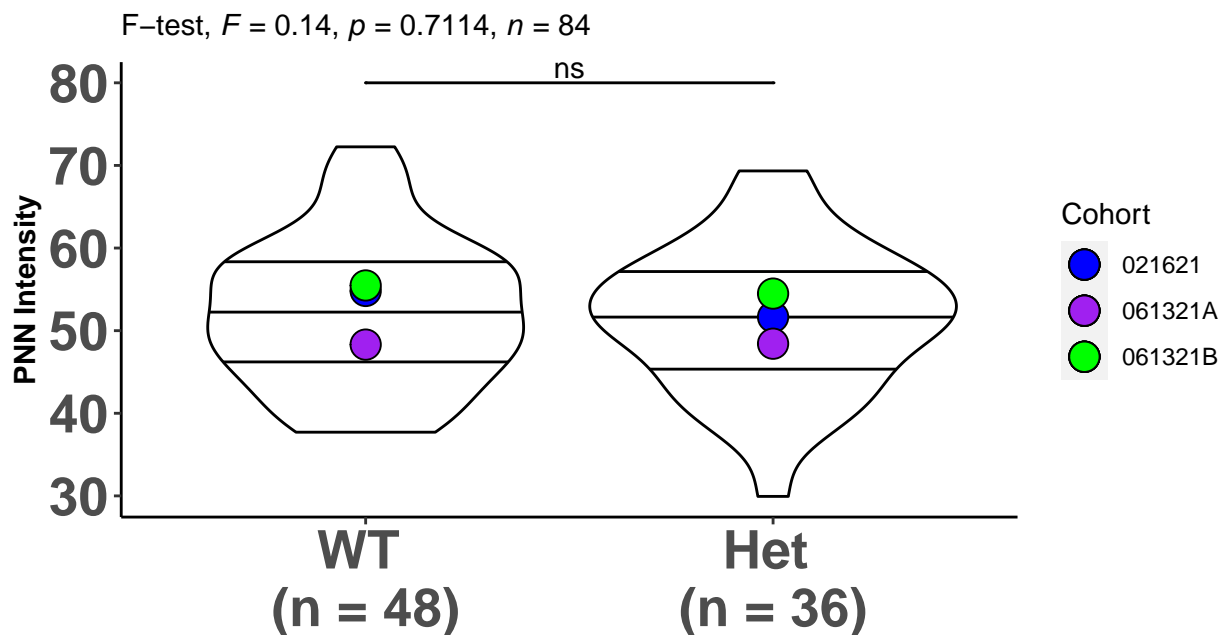 F−test, F = 0.14, p = 0.7114, n = 84
ns
80
70
60
50
40
30
PNN Intensity
WT
(n = 48)
Het
(n = 36)
Cohort
021621
061321A
061321B